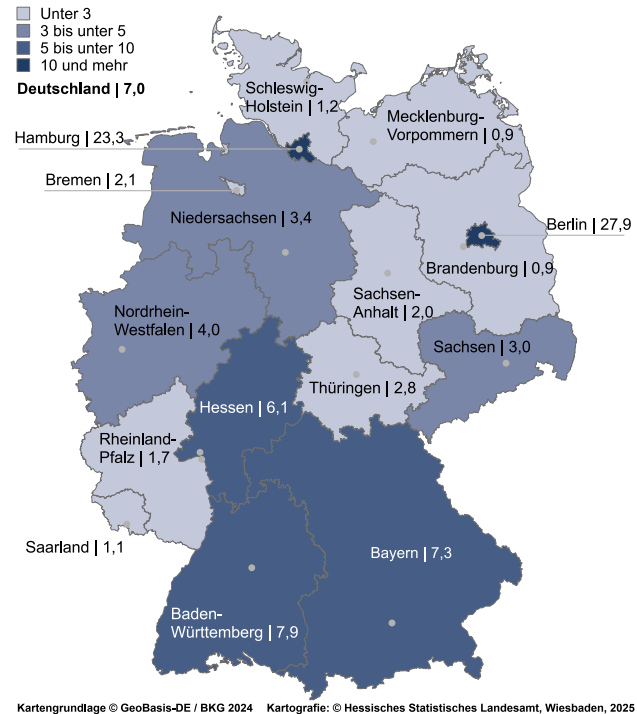 Unter 3
3 bis unter 5
5 bis unter 10
10 und mehr
Deutschland | 7,0
Schleswig-
Holstein | 1,2
Mecklenburg-
Vorpommern | 0,9
Hamburg | 23,3
Bremen | 2,1
Niedersachsen | 3,4
Berlin | 27,9
Brandenburg | 0,9
Sachsen-
Anhalt | 2,0
Nordrhein-
Westfalen | 4,0
Sachsen | 3,0
Thüringen | 2,8
Hessen | 6,1
Rheinland-
Pfalz | 1,7
Saarland | 1,1
Bayern | 7,3
Baden-
Württemberg | 7,9
Kartengrundlage © GeoBasis-DE / BKG 2024 Kartografie: © Hessisches Statistisches Landesamt, Wiesbaden, 2025